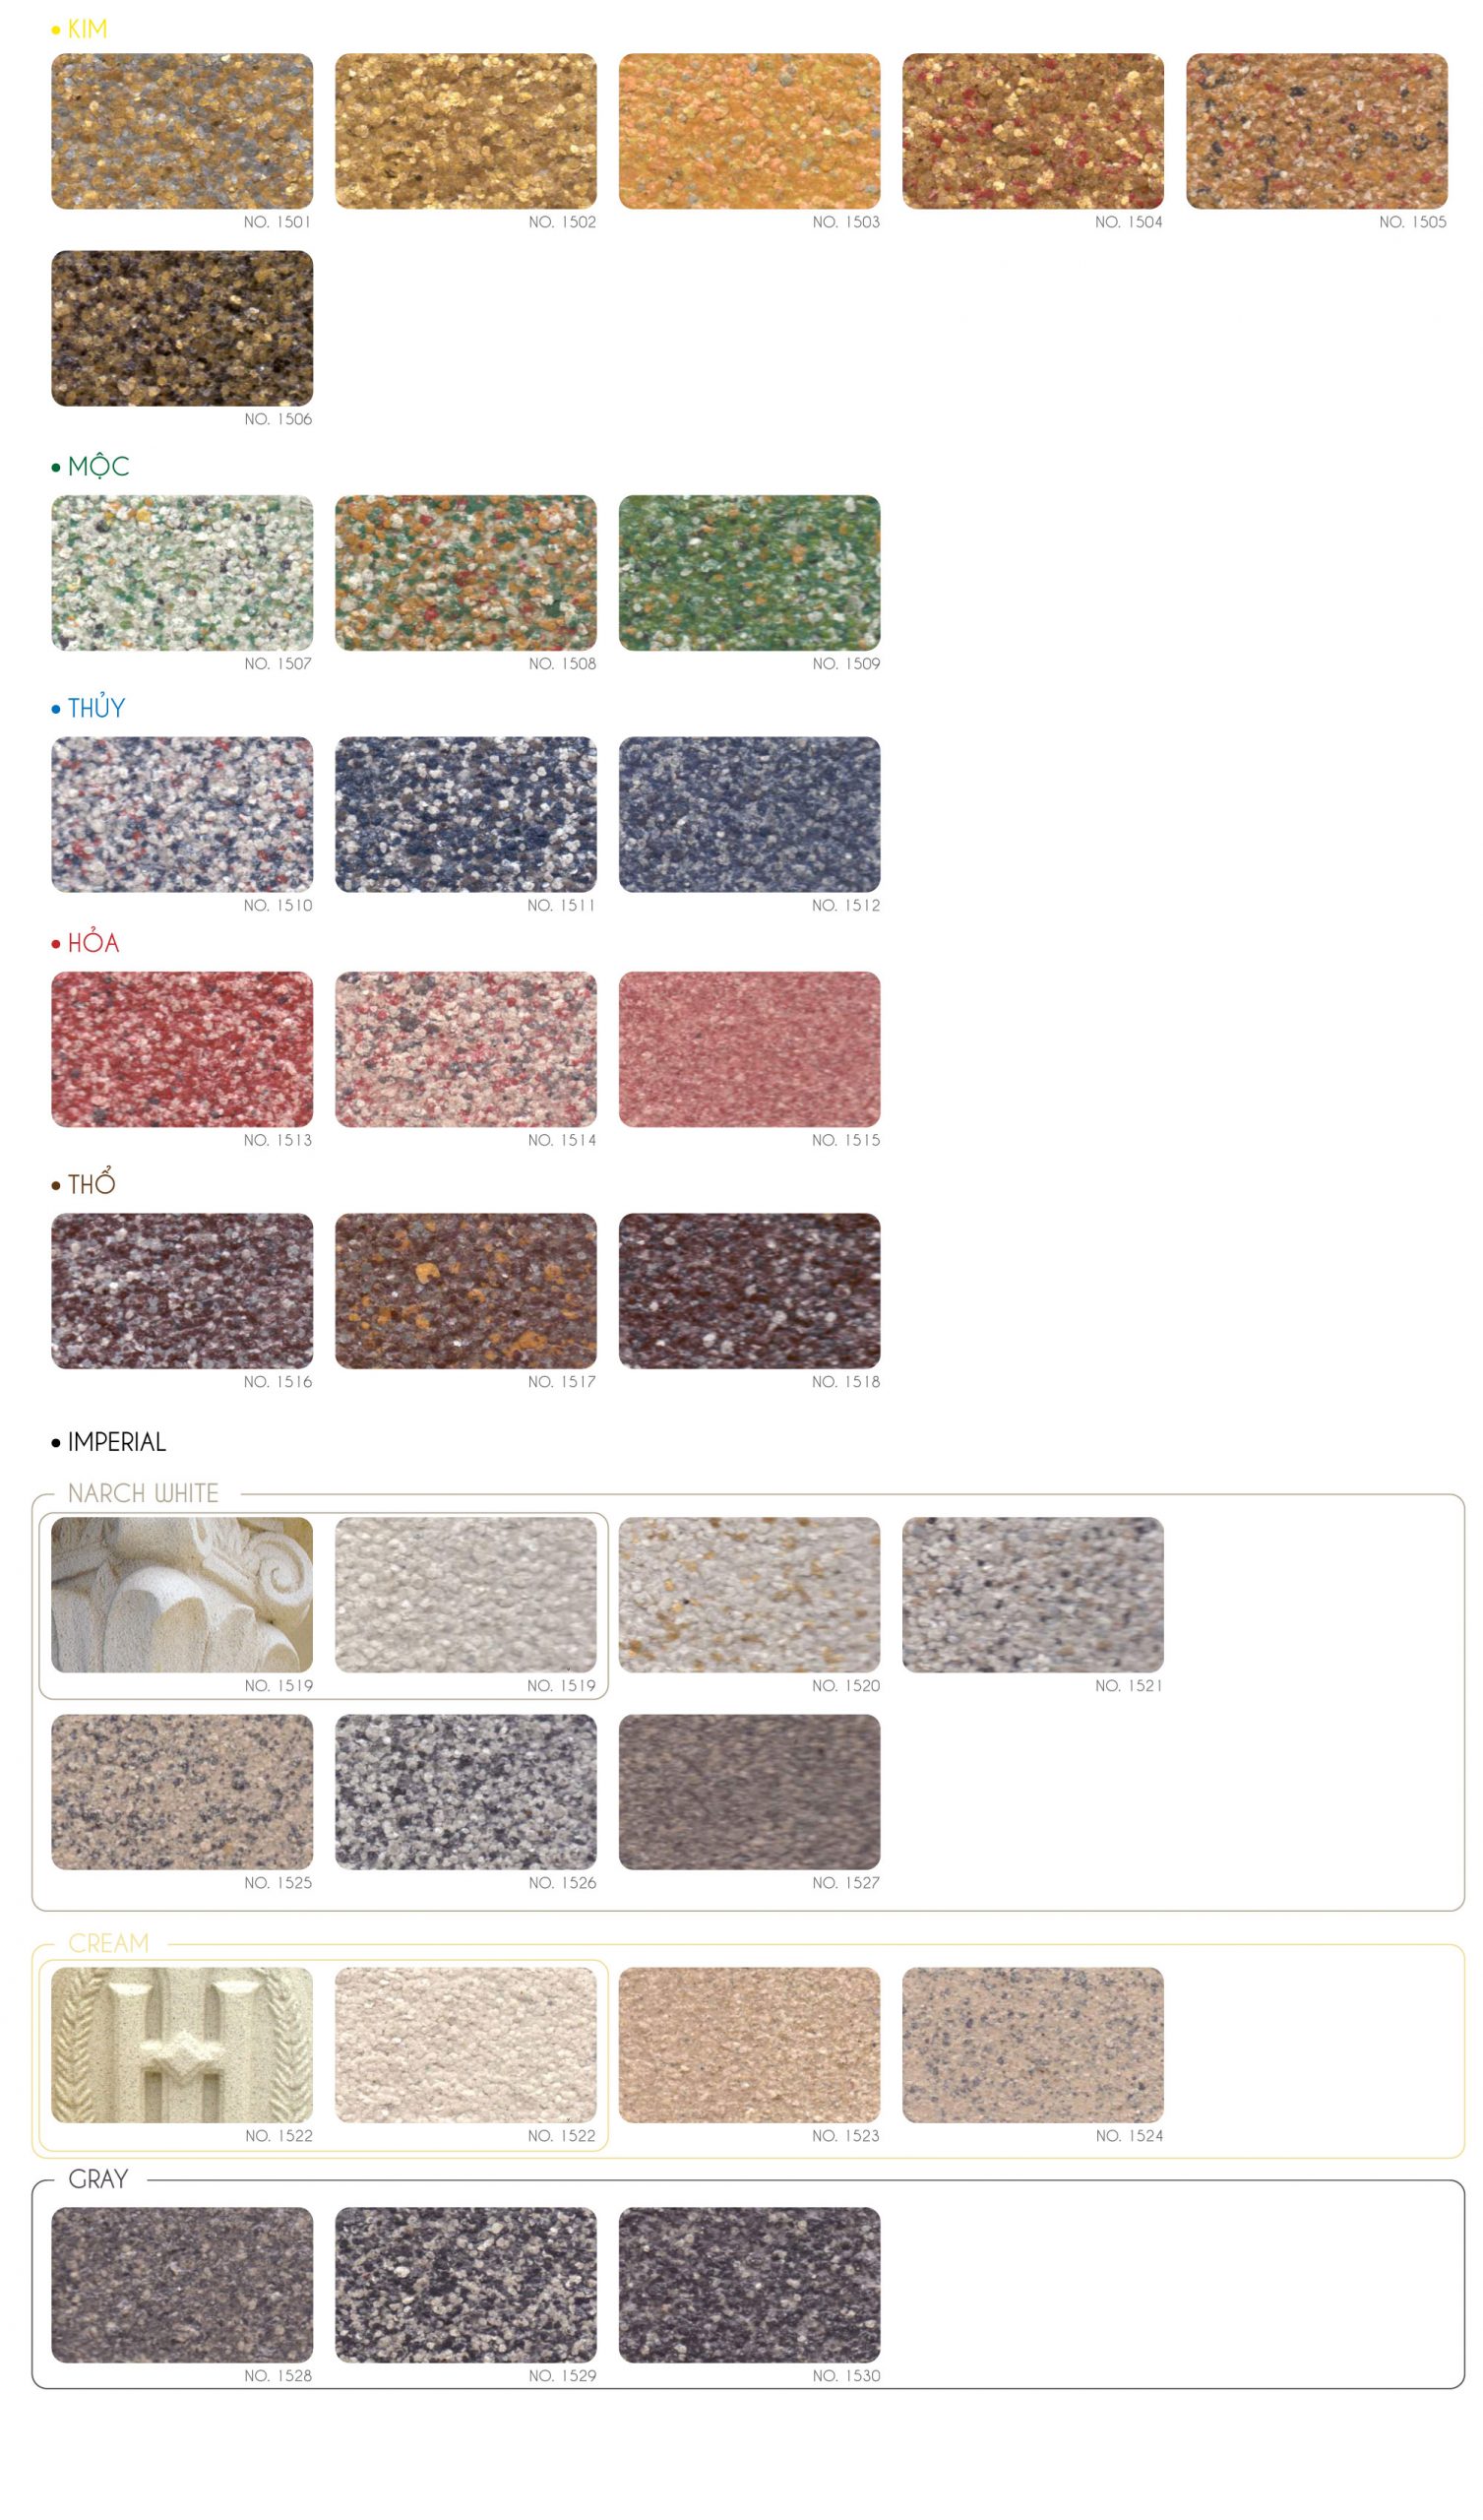 • KIM
NO. 1501 NO. 1502 NO. 1503 NO. 1504 NO. 1505
NO. 1506
• MỘC
NO. 1507 NO. 1508 NO. 1509
• THỦY
NO. 1510 NO. 1511 NO. 1512
• HỎA
NO. 1513 NO. 1514 NO. 1515
• THỔ
NO. 1516 NO. 1517 NO. 1518
• IMPERIAL
NARCH WHITE
NO. 1519 NO. 1519 NO. 1520 NO. 1521
NO. 1525 NO. 1526 NO. 1527
CREAM
NO. 1522 NO. 1522 NO. 1523 NO. 1524
GRAY
NO. 1528 NO. 1529 NO. 1530